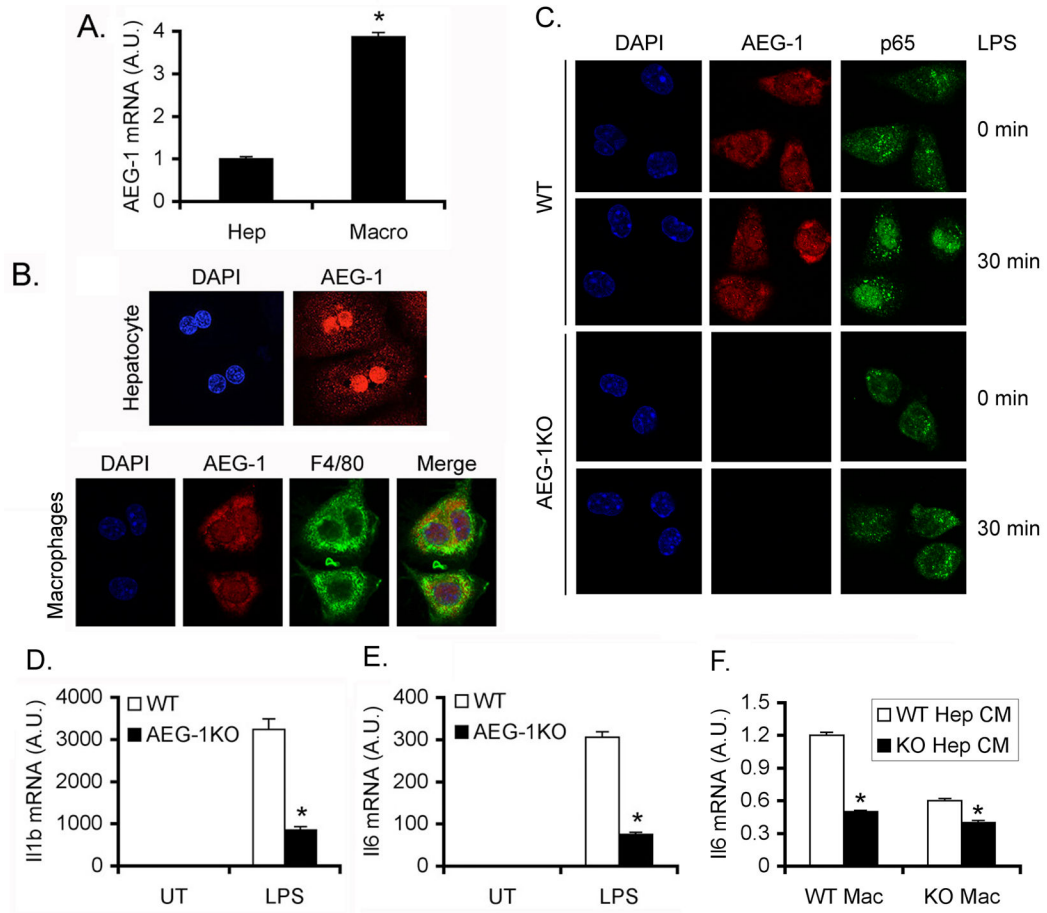 A.
AEG-1 mRNA (A.U.)
4
3
2
1
0
*
Hep Macro
B.
DAPI AEG-1
Hepatocyte
DAPI AEG-1 F4/80 Merge
Macrophages
C.
DAPI AEG-1 p65 LPS
WT
0 min
30 min
AEG-1KO
0 min
30 min
D.
Il1b mRNA (A.U.)
4000
3000
2000
1000
0
WT
AEG-1KO
*
UT LPS
E.
Il6 mRNA (A.U.)
400
300
200
100
0
WT
AEG-1KO
*
UT LPS
F.
Il6 mRNA (A.U.)
1.5
1.2
0.9
0.6
0.3
0
WT Hep CM
KO Hep CM
* *
WT Mac KO Mac